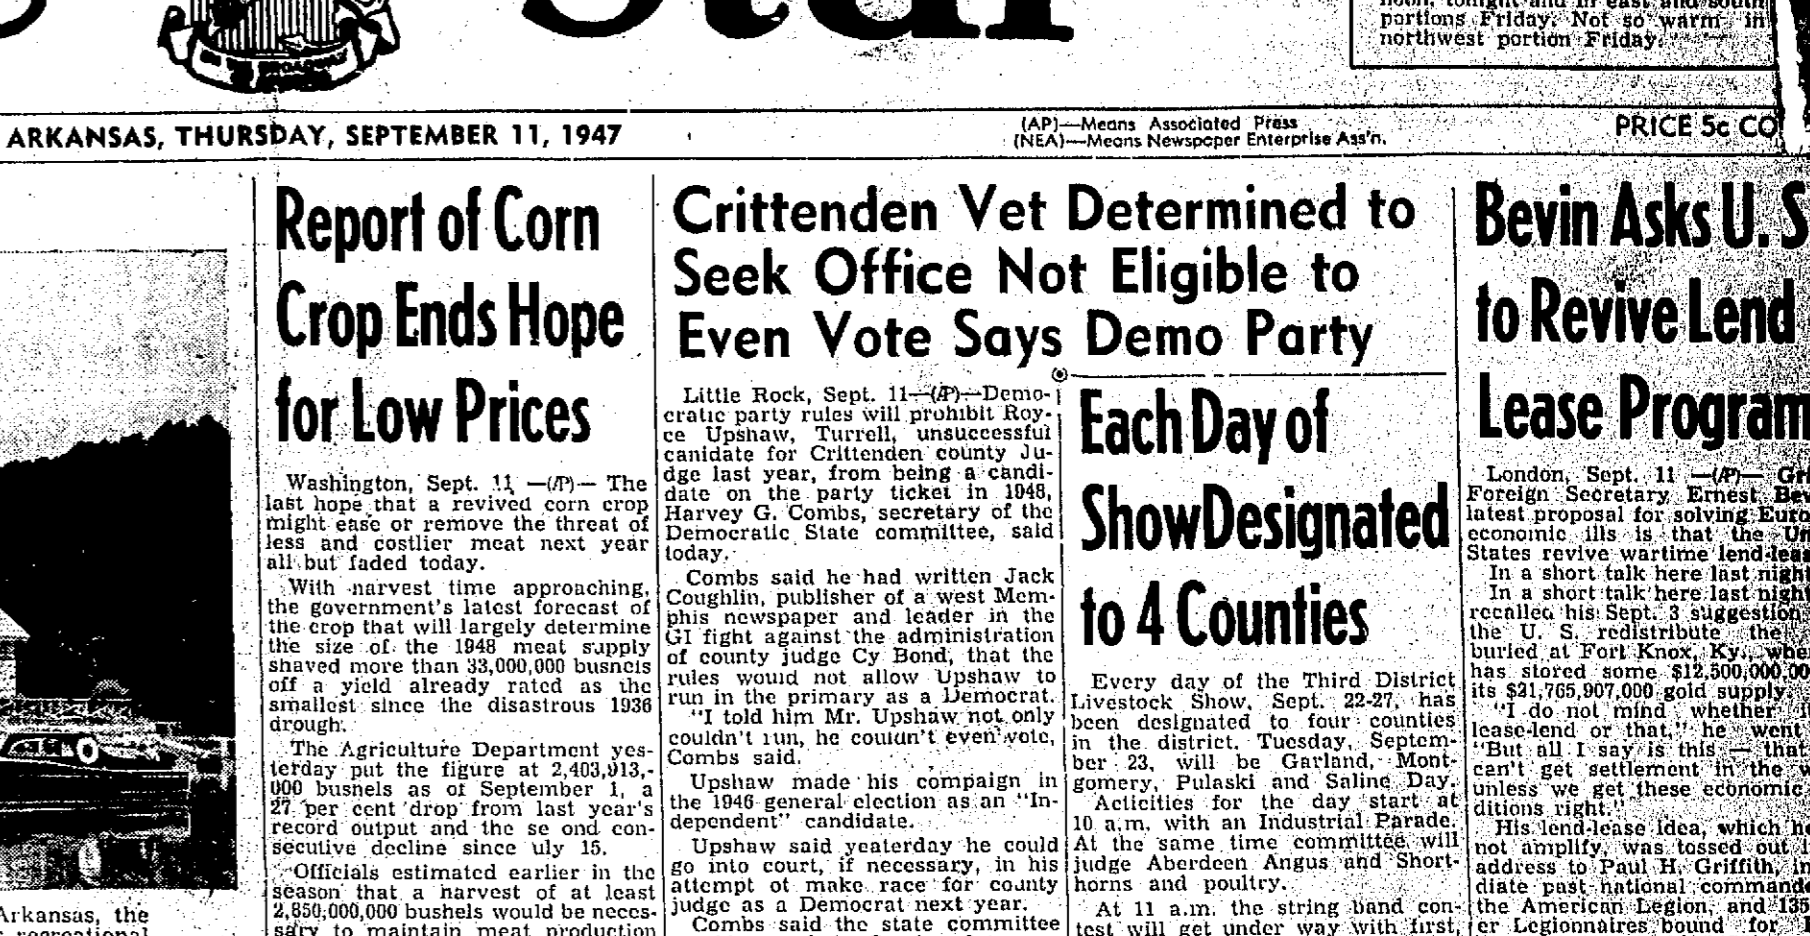 Star
noon, tonight and in east and south
portions Friday. Not so warm in
northwest portion Friday.
ARKANSAS, THURSDAY, SEPTEMBER 11, 1947
(AP)—Means Associated Press
(NEA)—Means Newspaper Enterprise Ass'n.
PRICE 5c CO
Report of Corn
Crop Ends Hope
for Low Prices
Washington, Sept. 11 —(AP)— The
last hope that a revived corn crop
might ease or remove the threat of
less and costlier meat next year
all but faded today.
With harvest time approaching,
the government's latest forecast of
the crop that will largely determine
the size of the 1948 meat supply
shaved more than 33,000,000 bushels
off a yield already rated as the
smallest since the disastrous 1936
drough.
The Agriculture Department yes-
terday put the figure at 2,403,913,-
000 bushels as of September 1, a
27 per cent drop from last year's
record output and the se ond con-
secutive decline since uly 15.
Officials estimated earlier in the
season that a harvest of at least
2,850,000,000 bushels would be neces-
sary to maintain meat production
Crittenden Vet Determined to
Seek Office Not Eligible to
Even Vote Says Demo Party
Little Rock, Sept. 11—(AP)—Demo-
cratic party rules will prohibit Roy-
ce Upshaw, Turrell, unsuccessful
canidate for Crittenden county Ju-
dge last year, from being a candi-
date on the party ticket in 1948,
Harvey G. Combs, secretary of the
Democratic State committee, said
today.
Combs said he had written Jack
Coughlin, publisher of a west Mem-
phis newspaper and leader in the
GI fight against the administration
of county judge Cy Bond, that the
rules would not allow Upshaw to
run in the primary as a Democrat.
"I told him Mr. Upshaw not only
couldn't run, he couldn't even vote,
Combs said.
Upshaw made his compaign in
the 1946 general election as an "In-
dependent" candidate.
Upshaw said yeaterday he could
go into court, if necessary, in his
attempt ot make race for county
judge as a Democrat next year.
Combs said the state committee
Each Day of
Show Designated
to 4 Counties
Every day of the Third District
Livestock Show, Sept. 22-27, has
been designated to four counties
in the district. Tuesday, Septem-
ber 23, will be Garland, Mont-
gomery, Pulaski and Saline Day.
Acticities for the day start at
10 a.m. with an Industrial Parade.
At the same time committee will
judge Aberdeen Angus and Short-
horns and poultry.
At 11 a.m. the string band con-
test will get under way with first,
Bevin Asks U. S
to Revive Lend
Lease Program
London, Sept. 11 —(AP)— Gr
Foreign Secretary Ernest Bev
latest proposal for solving Euro
economic ills is that the Un
States revive wartime lend-leas
In a short talk here last night
In a short talk here last night
recalled his Sept. 3 suggestion
the U. S. redistribute the
buried at Fort Knox, Ky., whe
has stored some $12,500,000,00
its $21,765,907,000 gold supply.
"I do not mind whether i
lease-lend or that," he went
"But all I say is this — that
can't get settlement in the w
unless we get these economic
ditions right."
His lend-lease idea, which he
not amplify, was tossed out i
address to Paul H. Griffith, im
diate past national commande
the American Legion, and 135
er Legionnaires bound for
Arkansas, the
recreational